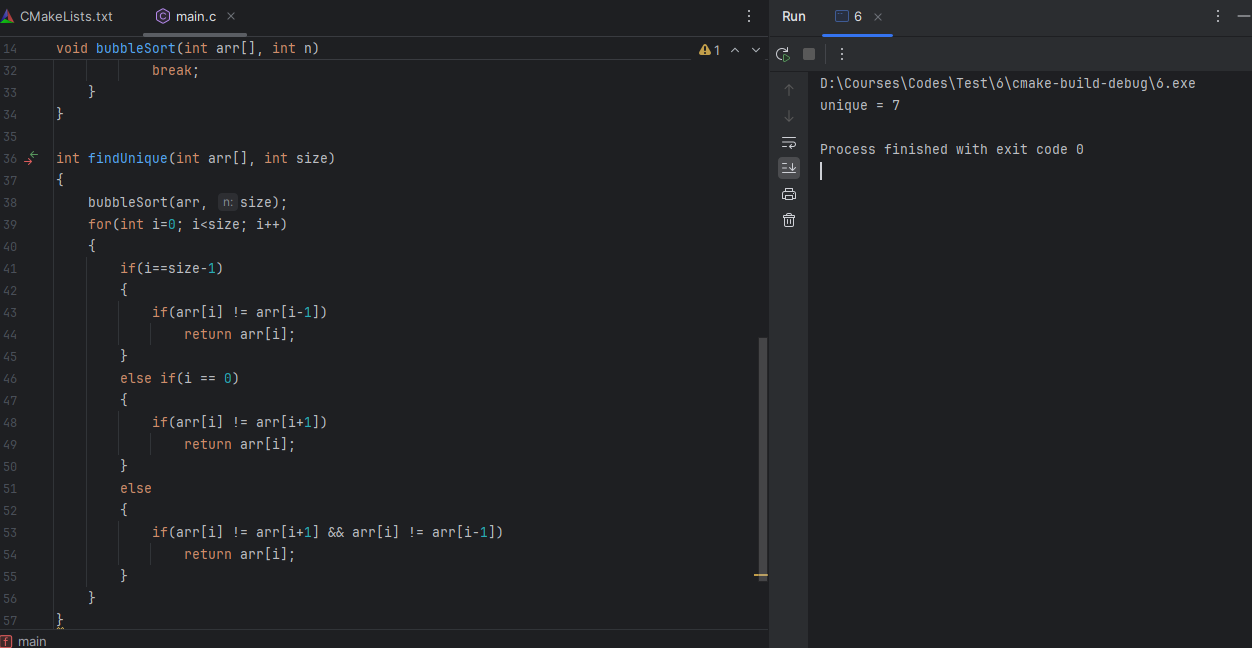 CMakeLists.txt
main.c
Run
6
14 void bubbleSort(int arr[], int n)
1
32 break;
33 }
34 }
35
36 int findUnique(int arr[], int size)
37 {
38 bubbleSort(arr, n: size);
39 for(int i=0; i<size; i++)
40 {
41 if(i==size-1)
42 {
43 if(arr[i] != arr[i-1])
44 return arr[i];
45 }
46 else if(i == 0)
47 {
48 if(arr[i] != arr[i+1])
49 return arr[i];
50 }
51 else
52 {
53 if(arr[i] != arr[i+1] && arr[i] != arr[i-1])
54 return arr[i];
55 }
56 }
57 }
f main
D:\Courses\Codes\Test\6\cmake-build-debug\6.exe
unique = 7
Process finished with exit code 0